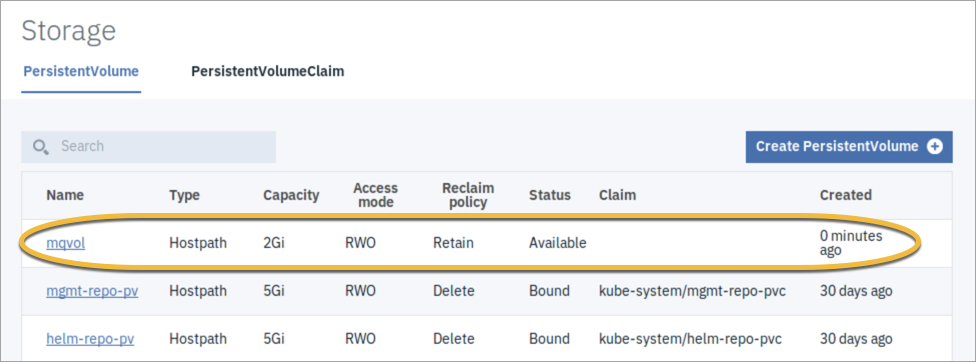 Storage
PersistentVolume PersistentVolumeClaim
Search Create PersistentVolume
Name Type Capacity Access mode Reclaim policy Status Claim Created
mqvol Hostpath 2Gi RWO Retain Available 0 minutes ago
mgmt-repo-pv Hostpath 5Gi RWO Delete Bound kube-system/mgmt-repo-pvc 30 days ago
helm-repo-pv Hostpath 5Gi RWO Delete Bound kube-system/helm-repo-pvc 30 days ago